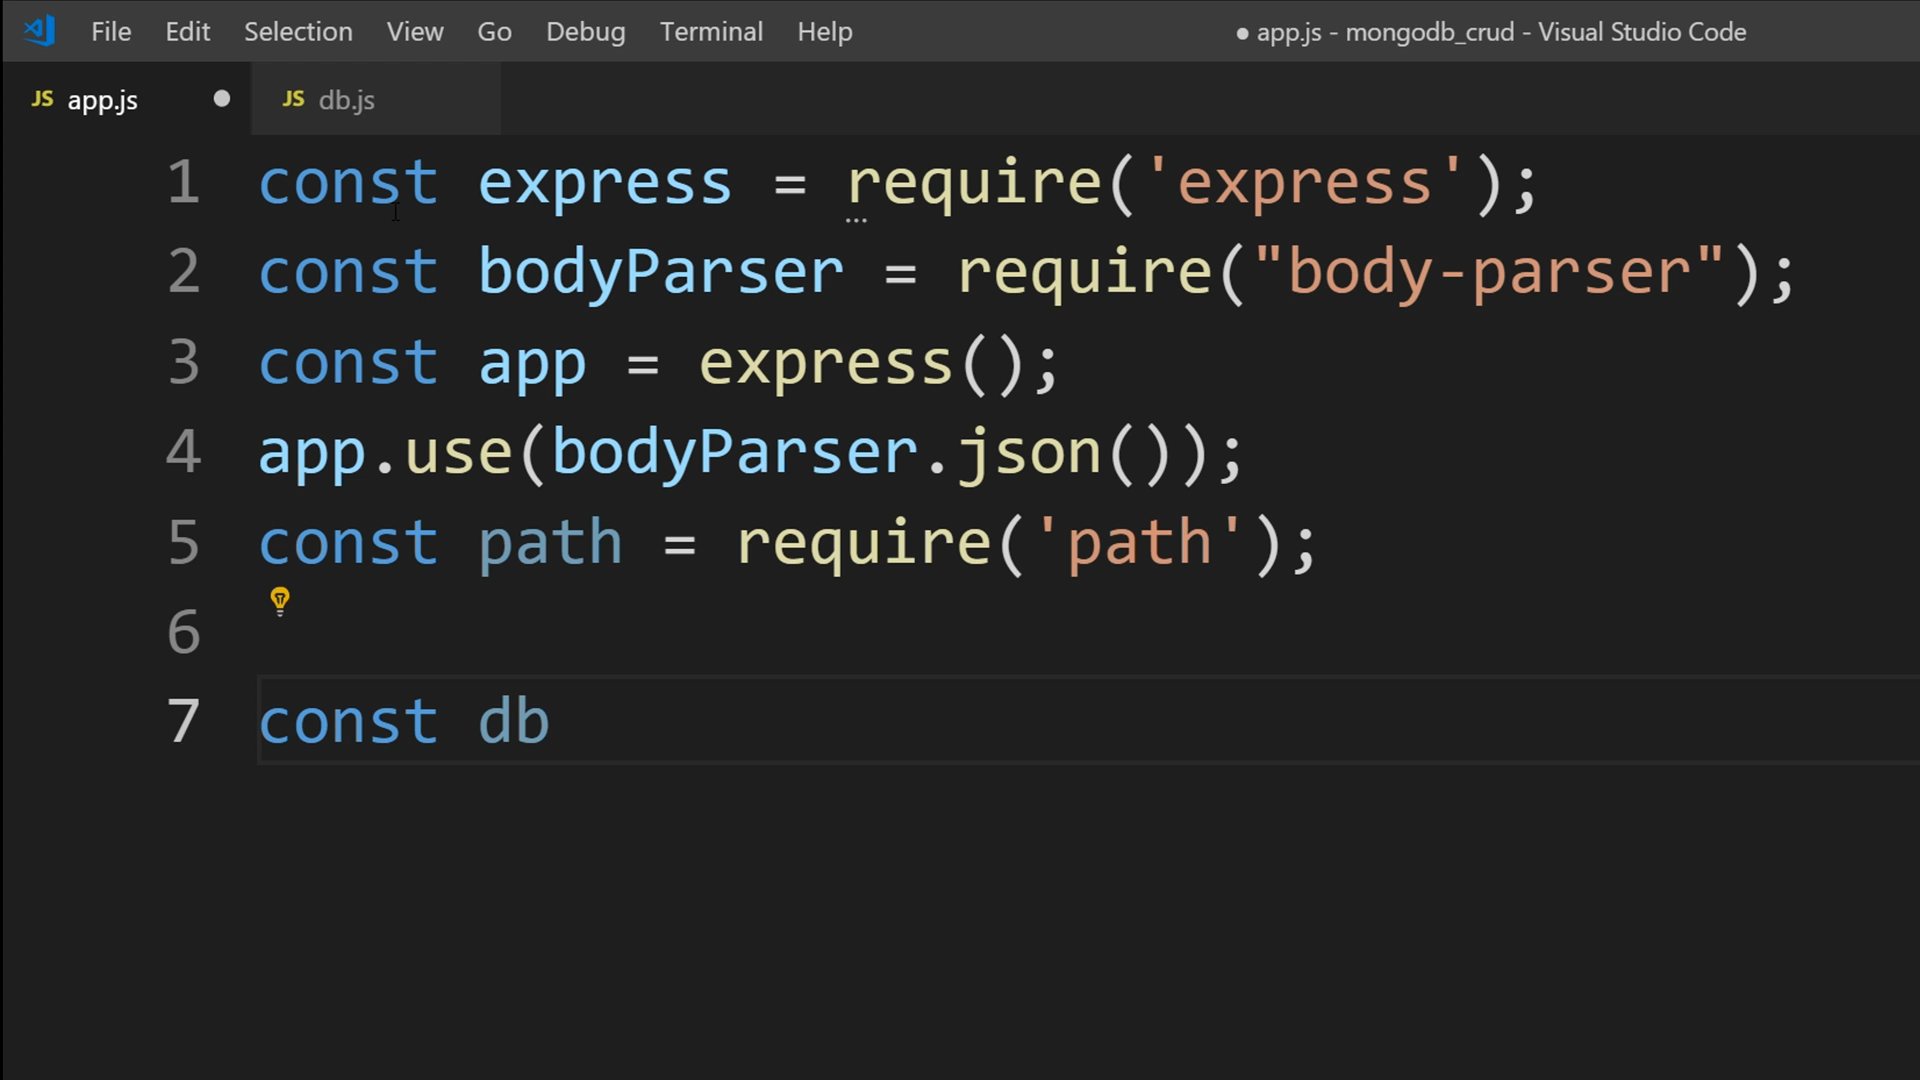 File Edit Selection View Go Debug Terminal Help ● app.js - mongodb_crud - Visual Studio Code
JS app.js ● JS db.js
1 const express = require('express');
2 const bodyParser = require("body-parser");
3 const app = express();
4 app.use(bodyParser.json());
5 const path = require('path');
6
7 const db